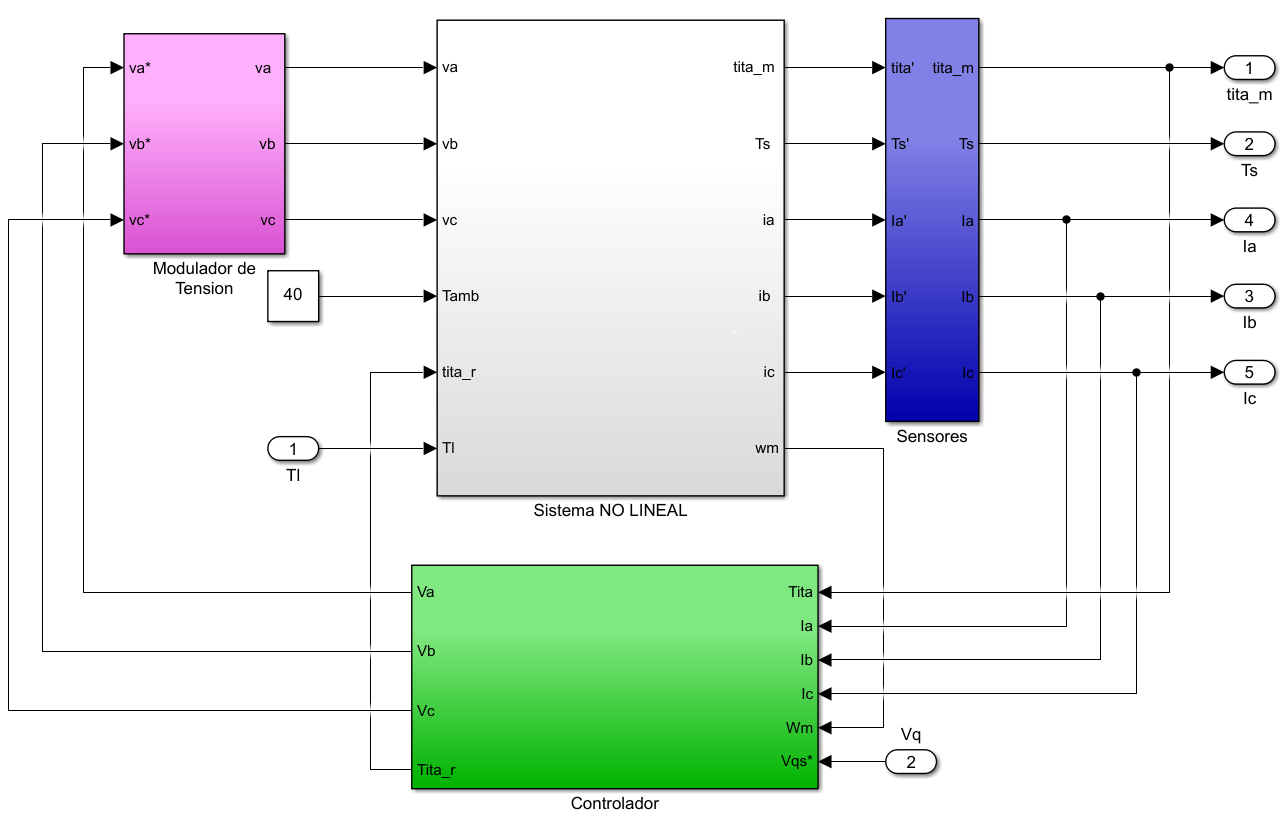 va*
va
vb*
vb
vc*
vc
Modulador de
Tension
40
1
Tl
va
vb
vc
Tamb
tita_r
Tl
tita_m
Ts
ia
ib
ic
wm
Sistema NO LINEAL
tita'
tita_m
Ts'
Ts
Ia'
Ia
Ib'
Ib
Ic'
Ic
Sensores
1
tita_m
2
Ts
4
Ia
3
Ib
5
Ic
Va
Vb
Vc
Tita_r
Tita
Ia
Ib
Ic
Wm
Vqs*
Controlador
Vq
2